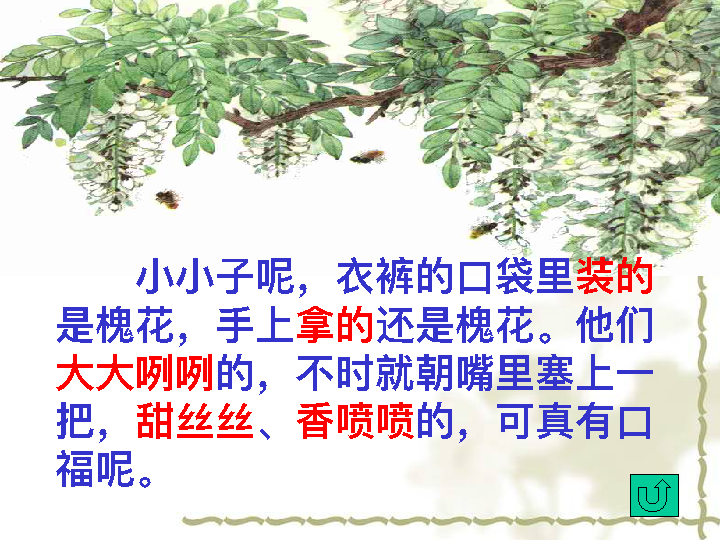 小小子呢，衣裤的口袋里装的
是槐花，手上拿的还是槐花。他们
大大咧咧的，不时就朝嘴里塞上一
把，甜丝丝、香喷喷的，可真有口
福呢。